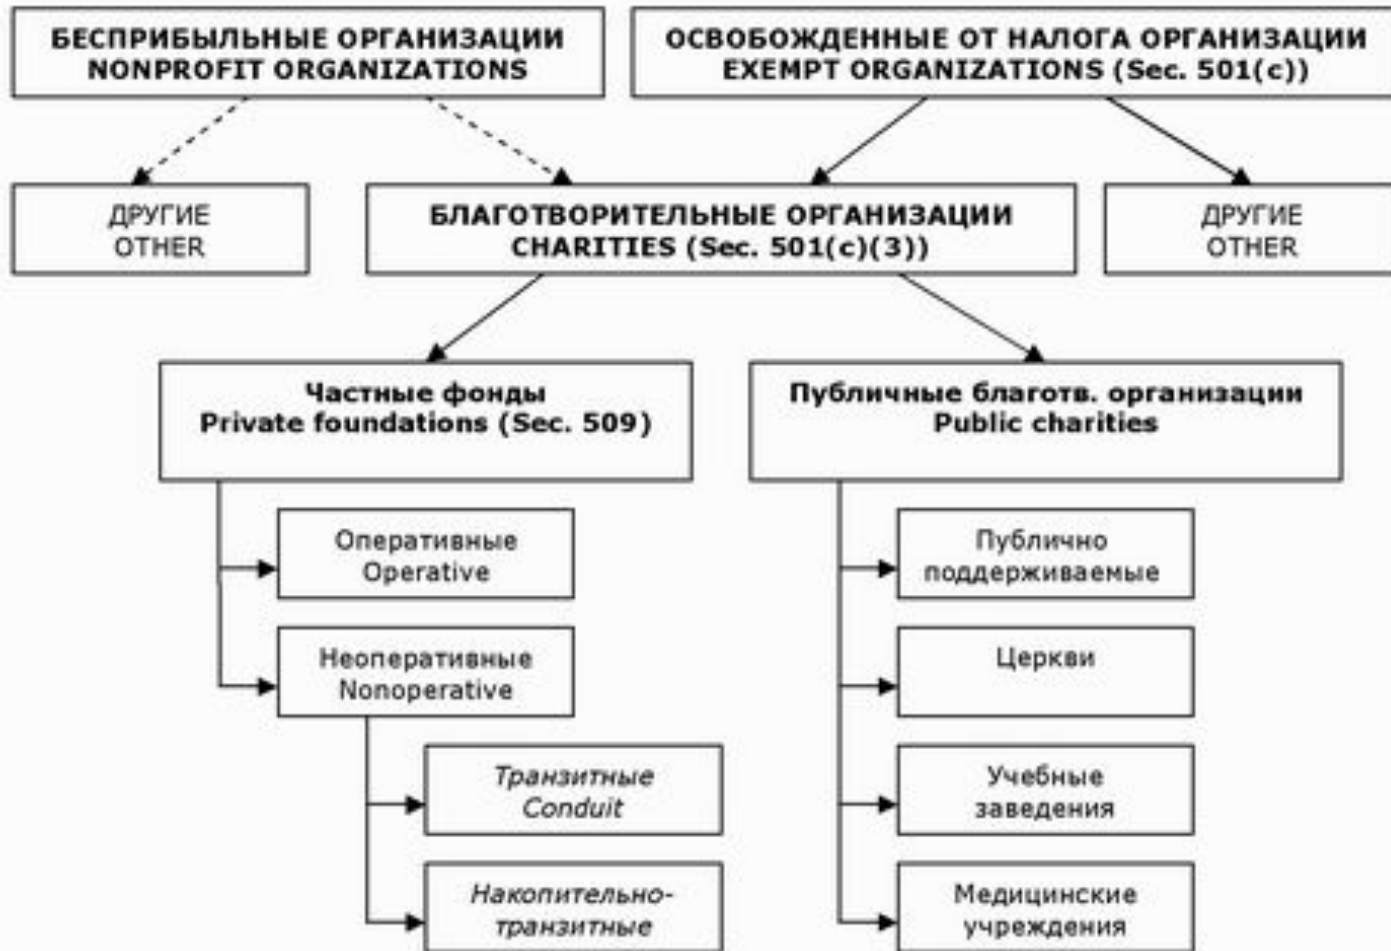 БЕСПРИБЫЛЬНЫЕ ОРГАНИЗАЦИИ
NONPROFIT ORGANIZATIONS
ОСВОБОЖДЕННЫЕ ОТ НАЛОГА ОРГАНИЗАЦИИ
EXEMPT ORGANIZATIONS (Sec. 501(c))
ДРУГИЕ
OTHER
БЛАГОТВОРИТЕЛЬНЫЕ ОРГАНИЗАЦИИ
CHARITIES (Sec. 501(c)(3))
ДРУГИЕ
OTHER
Частные фонды
Private foundations (Sec. 509)
Публичные благотв. организации
Public charities
Оперативные
Operative
Неоперативные
Nonoperative
Транзитные
Conduit
Накопительно-
транзитные
Публично
поддерживаемые
Церкви
Учебные
заведения
Медицинские
учреждения